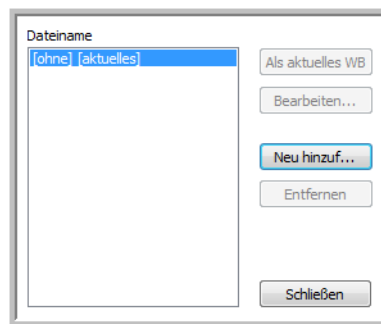 Dateiname
[ohne] [aktuelles]
Als aktuelles WB
Bearbeiten...
Neu hinzuf...
Entfernen
Schließen